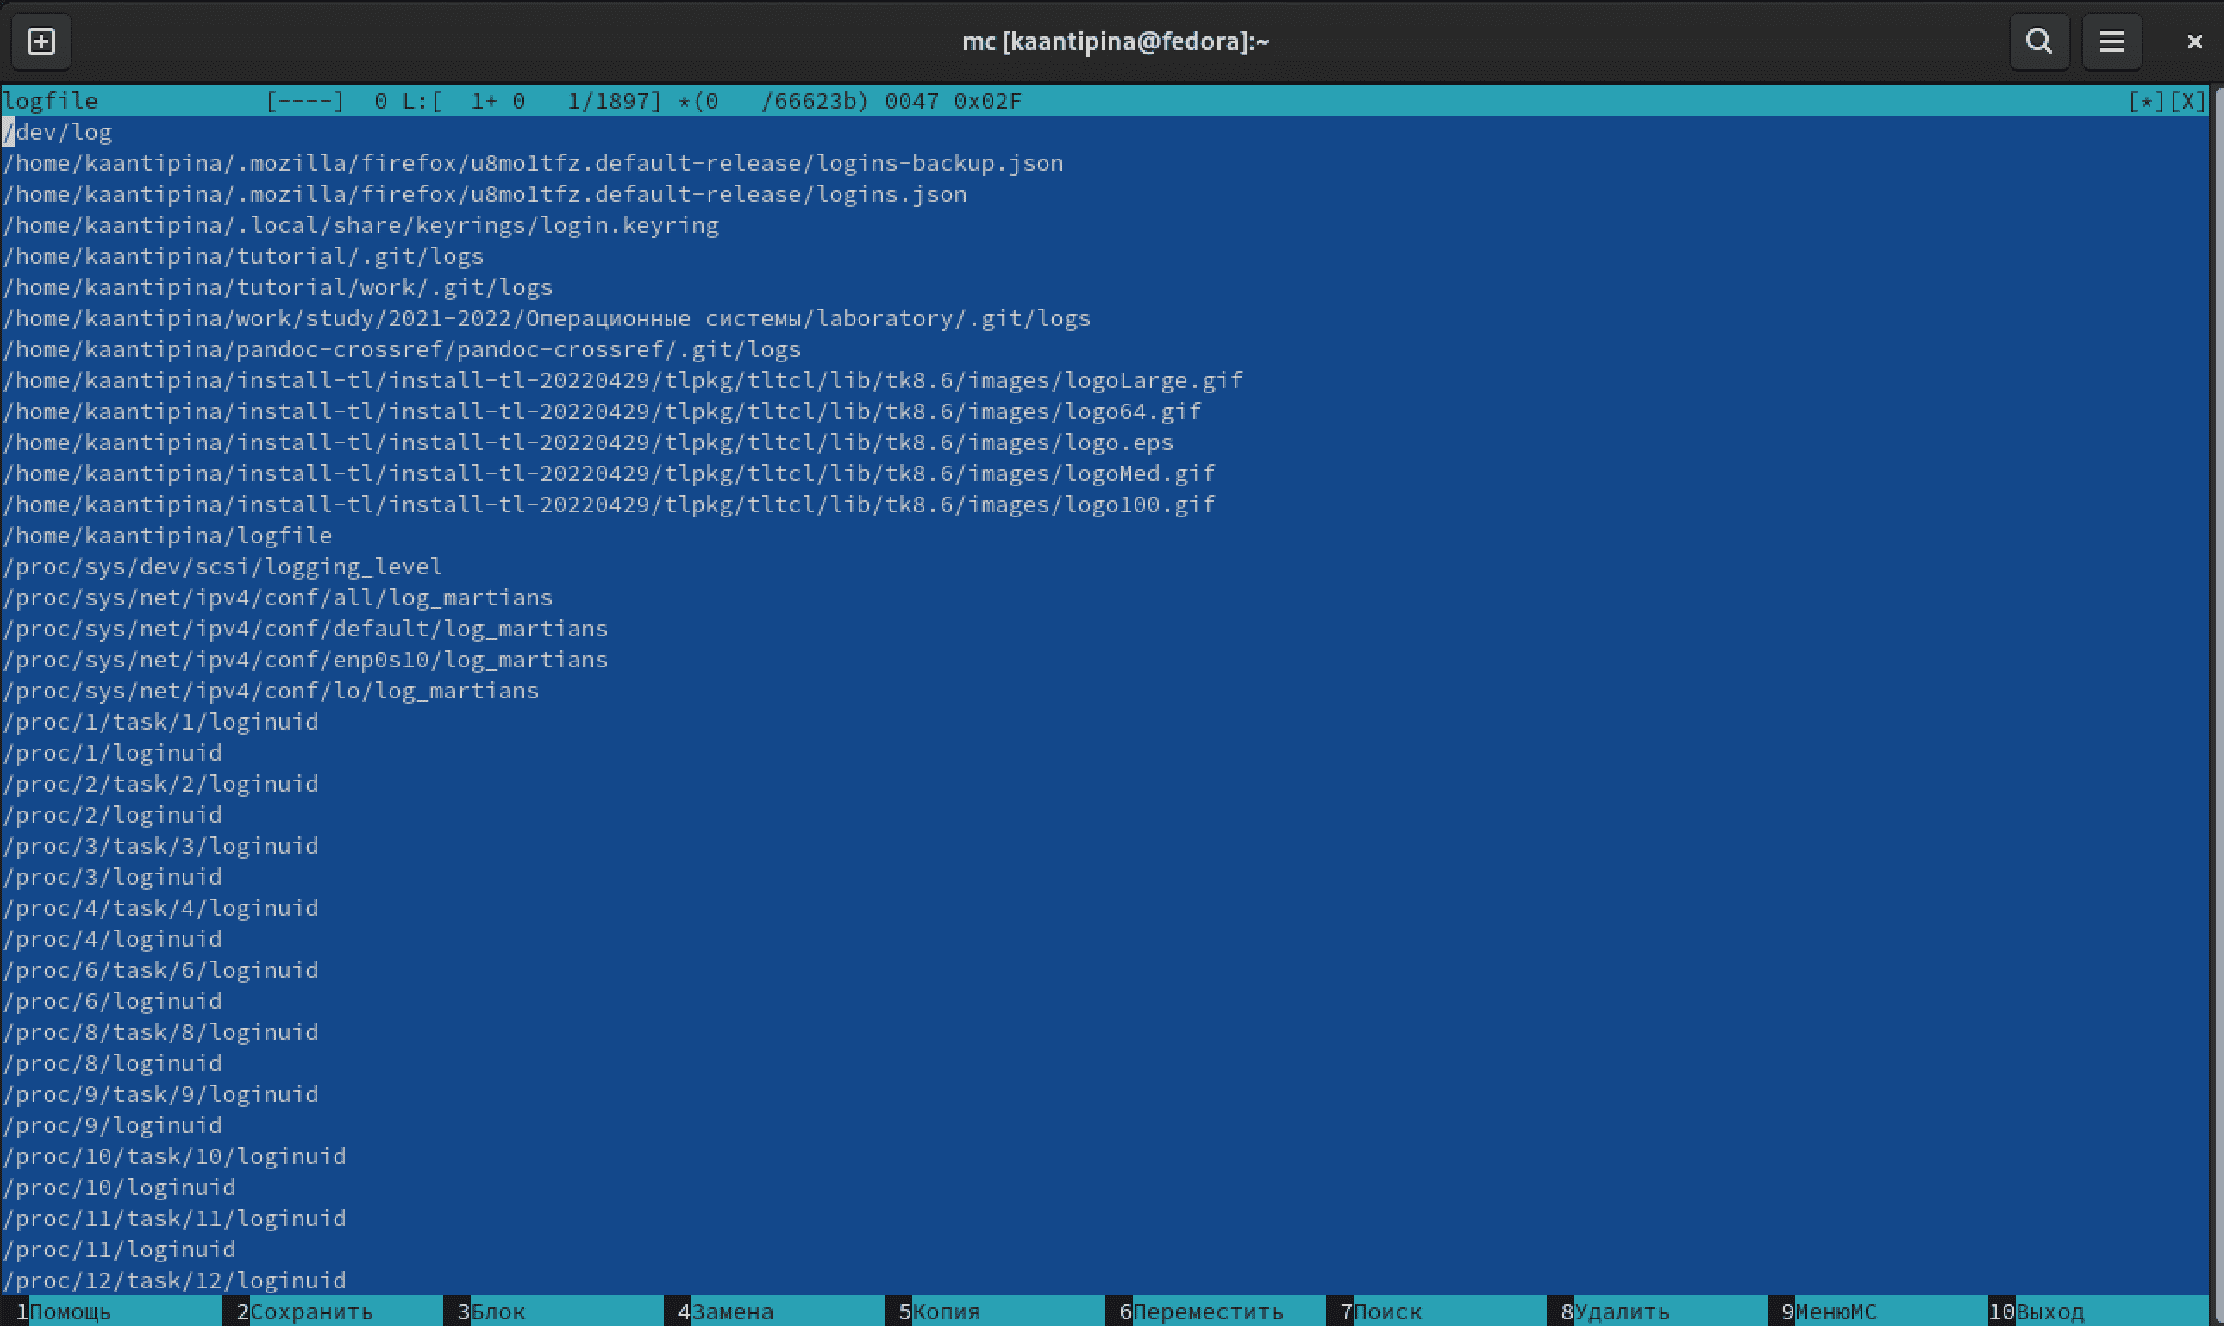 mc [kaantipina@fedora]:~
logfile [----] 0 L:[ 1+ 0 1/1897] *(0 /66623b) 0047 0x02F [*][X]
/dev/log
/home/kaantipina/.mozilla/firefox/u8mo1tfz.default-release/logins-backup.json
/home/kaantipina/.mozilla/firefox/u8mo1tfz.default-release/logins.json
/home/kaantipina/.local/share/keyrings/login.keyring
/home/kaantipina/tutorial/.git/logs
/home/kaantipina/tutorial/work/.git/logs
/home/kaantipina/work/study/2021-2022/Операционные системы/laboratory/.git/logs
/home/kaantipina/pandoc-crossref/pandoc-crossref/.git/logs
/home/kaantipina/install-tl/install-tl-20220429/tlpkg/tltcl/lib/tk8.6/images/logoLarge.gif
/home/kaantipina/install-tl/install-tl-20220429/tlpkg/tltcl/lib/tk8.6/images/logo64.gif
/home/kaantipina/install-tl/install-tl-20220429/tlpkg/tltcl/lib/tk8.6/images/logo.eps
/home/kaantipina/install-tl/install-tl-20220429/tlpkg/tltcl/lib/tk8.6/images/logoMed.gif
/home/kaantipina/install-tl/install-tl-20220429/tlpkg/tltcl/lib/tk8.6/images/logo100.gif
/home/kaantipina/logfile
/proc/sys/dev/scsi/logging_level
/proc/sys/net/ipv4/conf/all/log_martians
/proc/sys/net/ipv4/conf/default/log_martians
/proc/sys/net/ipv4/conf/enp0s10/log_martians
/proc/sys/net/ipv4/conf/lo/log_martians
/proc/1/task/1/loginuid
/proc/1/loginuid
/proc/2/task/2/loginuid
/proc/2/loginuid
/proc/3/task/3/loginuid
/proc/3/loginuid
/proc/4/task/4/loginuid
/proc/4/loginuid
/proc/6/task/6/loginuid
/proc/6/loginuid
/proc/8/task/8/loginuid
/proc/8/loginuid
/proc/9/task/9/loginuid
/proc/9/loginuid
/proc/10/task/10/loginuid
/proc/10/loginuid
/proc/11/task/11/loginuid
/proc/11/loginuid
/proc/12/task/12/loginuid
1Помощь 2Сохранить 3Блок 4Замена 5Копия 6Переместить 7Поиск 8Удалить 9МенюMC 10Выход